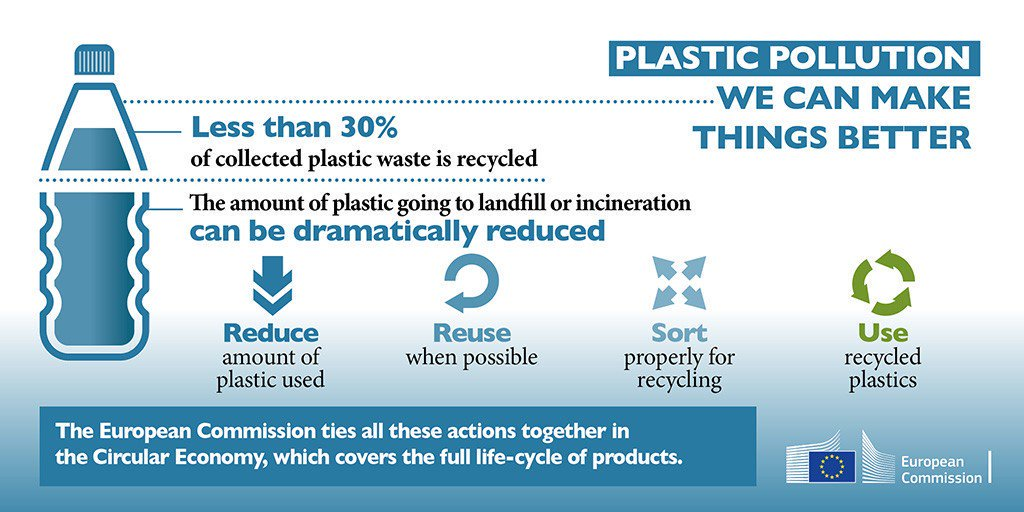 PLASTIC POLLUTION
WE CAN MAKE
THINGS BETTER
Less than 30%
of collected plastic waste is recycled
The amount of plastic going to landfill or incineration
can be dramatically reduced
Reduce
amount of
plastic used
Reuse
when possible
Sort
properly for
recycling
Use
recycled
plastics
The European Commission ties all these actions together in
the Circular Economy, which covers the full life-cycle of products.
European
Commission